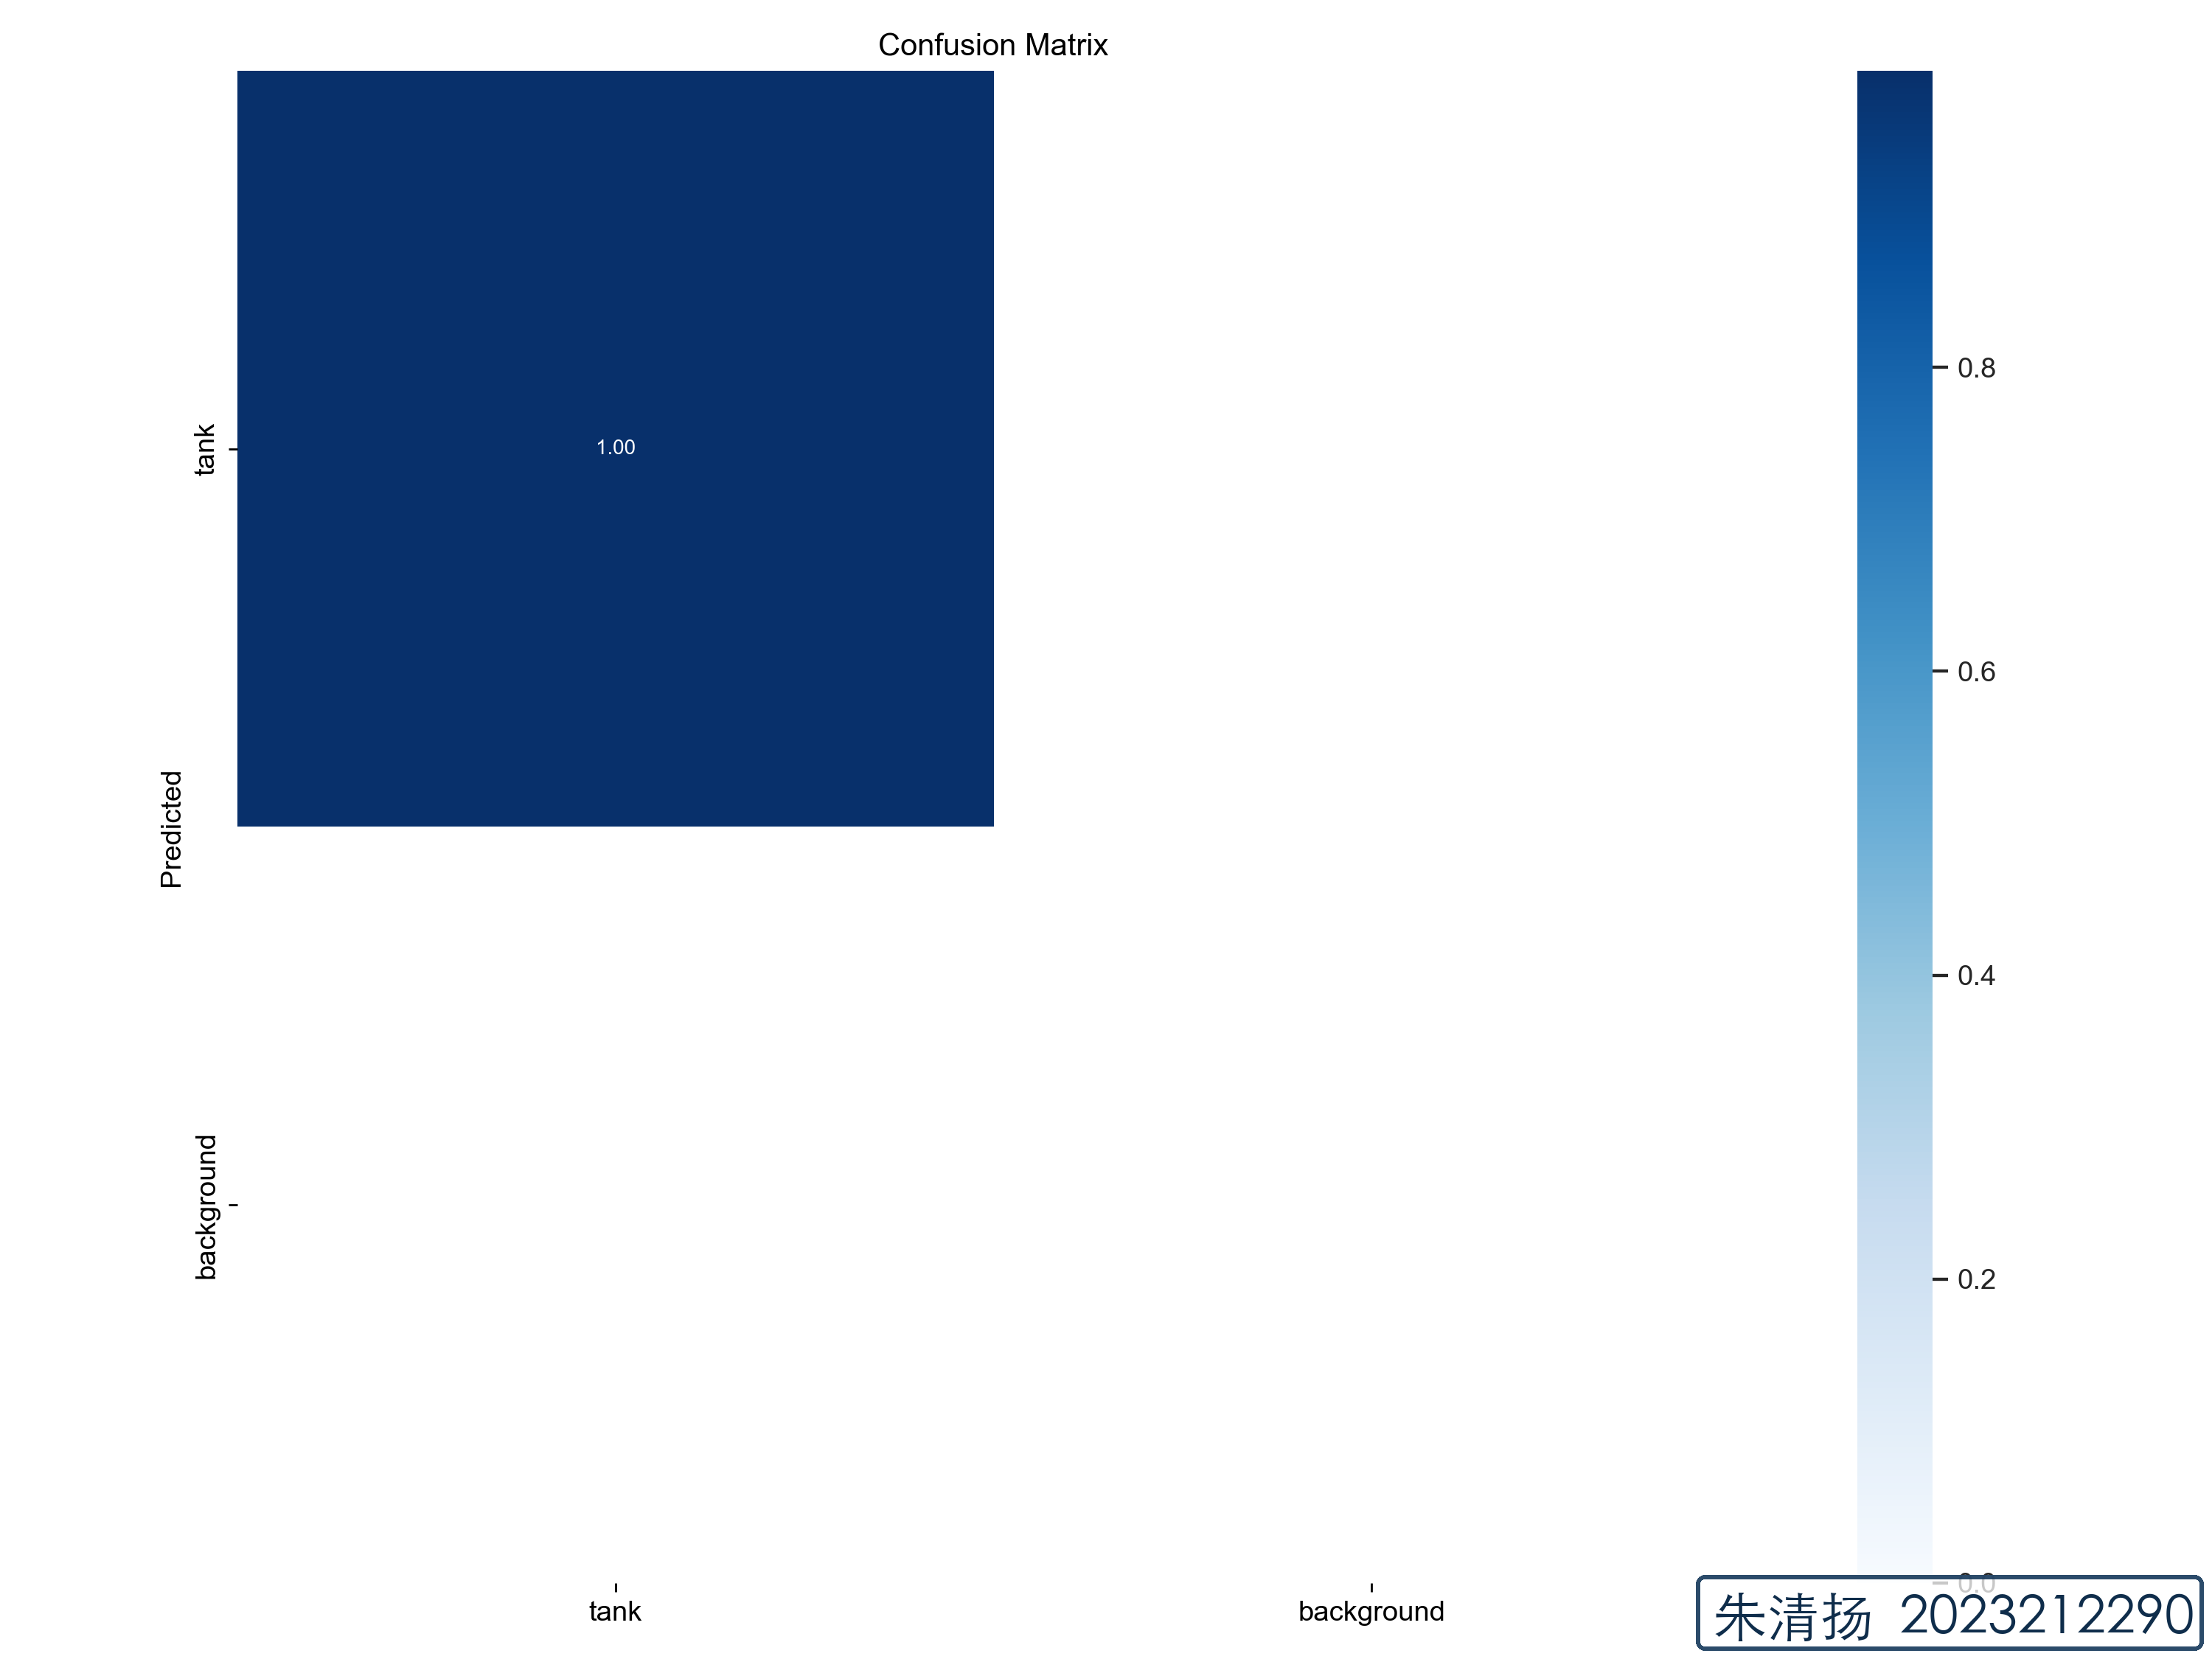 Confusion Matrix
1.00
tank
Predicted
background
tank
background
0.8
0.6
0.4
0.2
0.0
朱清扬 2023212290